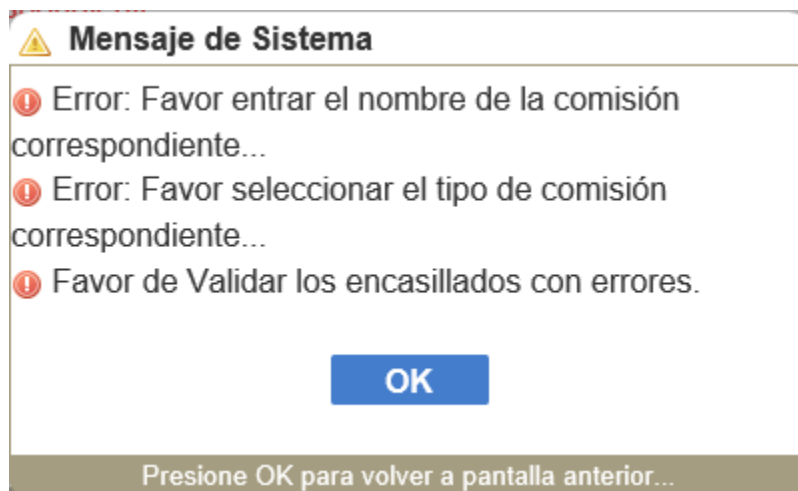 Mensaje de Sistema
Error: Favor entrar el nombre de la comisión
correspondiente...
Error: Favor seleccionar el tipo de comisión
correspondiente...
Favor de Validar los encasillados con errores.
OK
Presione OK para volver a pantalla anterior...